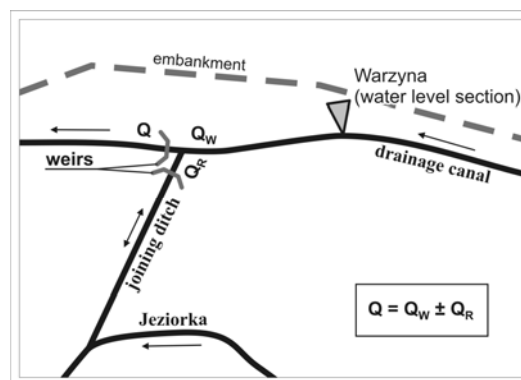 embankment
Warzyna
(water level section)
Q
Q_W
weirs
Q_R
drainage canal
joining ditch
Jeziorka
Q = Q_W ± Q_R